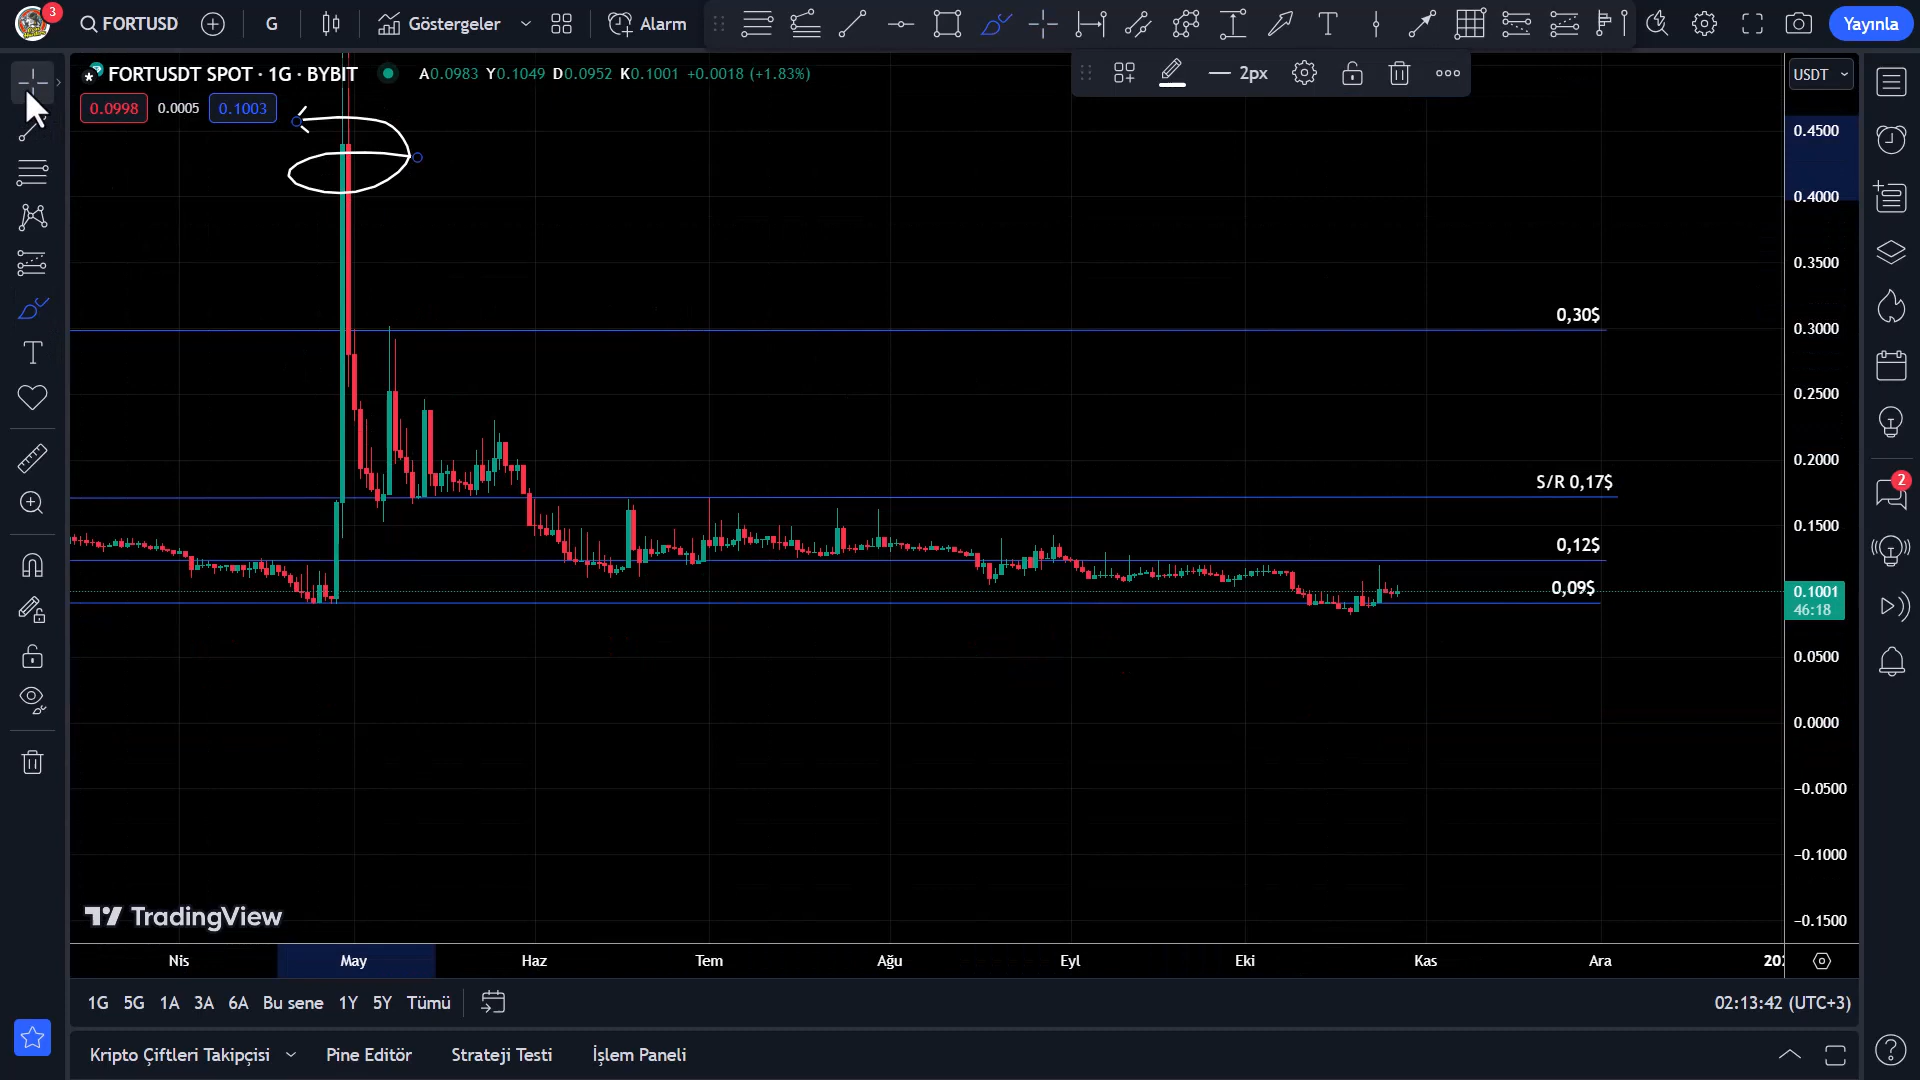 3
FORTUSD
G
Göstergeler
Alarm
Yayınla
FORTUSDT SPOT · 1G · BYBIT
A0.0983 Y0.1049 D0.0952 K0.1001 +0.0018 (+1.83%)
2px
USDT
0.0998
0.0005
0.1003
0.4500
0.4000
0.3500
0,30$
0.3000
0.2500
0.2000
S/R 0,17$
2
0.1500
0,12$
0,09$
0.1001
46:18
0.0500
0.0000
−0.0500
−0.1000
−0.1500
TradingView
Nis
May
Haz
Tem
Ağu
Eyl
Eki
Kas
Ara
1G
5G
1A
3A
6A
Bu sene
1Y
5Y
Tümü
02:13:42 (UTC+3)
Kripto Çiftleri Takipçisi
Pine Editör
Strateji Testi
İşlem Paneli